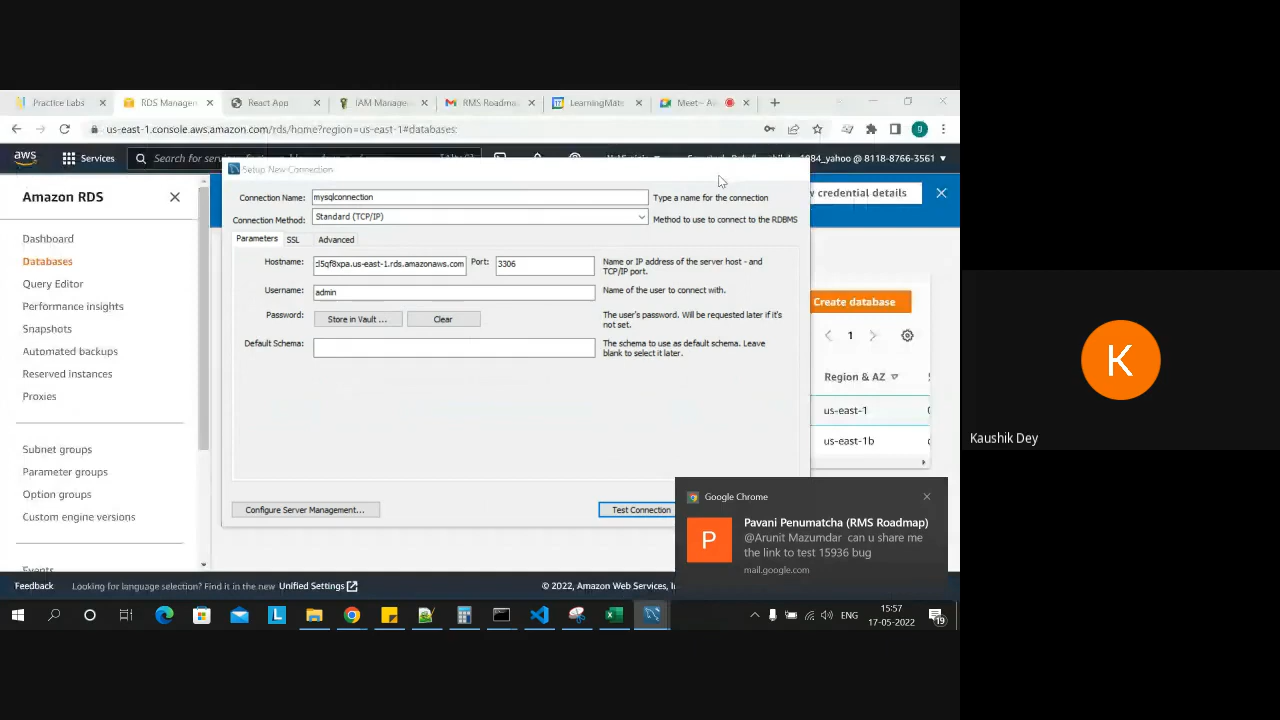 Practice Labs
RDS Managem
React App
IAM Manage
RMS Roadma
LearningMate
Meet – A
us-east-1.console.aws.amazon.com/rds/home?region=us-east-1#databases:
g
aws
Services
Search for serv
1984_yahoo @ 8118-8766-3561
Setup New Connection
Amazon RDS
w credential details
Connection Name:
mysqlconnection
Type a name for the connection
Connection Method:
Standard (TCP/IP)
Method to use to connect to the RDBMS
Parameters
SSL
Advanced
Dashboard
Databases
Query Editor
Performance insights
Snapshots
Automated backups
Reserved instances
Proxies
Subnet groups
Parameter groups
Option groups
Custom engine versions
Events
Hostname:
l5qf8xpa.us-east-1.rds.amazonaws.com
Port:
3306
Name or IP address of the server host - and
TCP/IP port.
Username:
admin
Name of the user to connect with.
Password:
Store in Vault ...
Clear
The user's password. Will be requested later if it's
not set.
Default Schema:
The schema to use as default schema. Leave
blank to select it later.
Create database
1
Region & AZ
us-east-1
us-east-1b
Configure Server Management...
Test Connection
Google Chrome
P
Pavani Penumatcha (RMS Roadmap)
@Arunit Mazumdar can u share me
the link to test 15936 bug
mail.google.com
Feedback
Looking for language selection? Find it in the new
Unified Settings
© 2022, Amazon Web Services, I
ENG
15:57
17-05-2022
19
K
Kaushik Dey